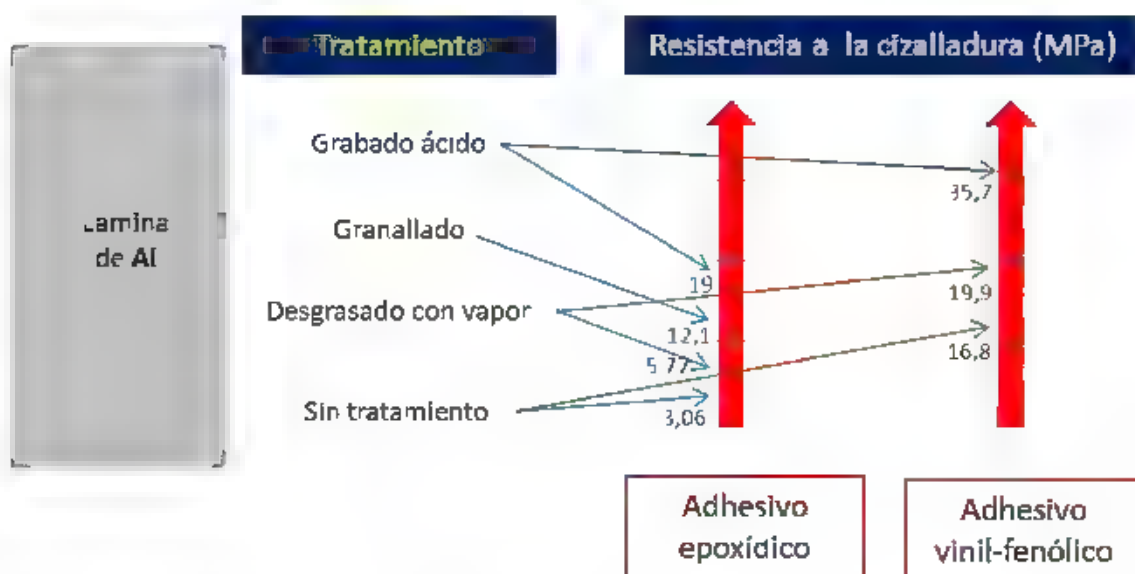 Tratamiento
Resistencia a la cizalladura (MPa)
Lamina
de Al
Grabado ácido
Granallado
Desgrasado con vapor
Sin tratamiento
19
12,1
5 77
3,06
35,7
19,9
16,8
Adhesivo
epoxídico
Adhesivo
vinil-fenólico